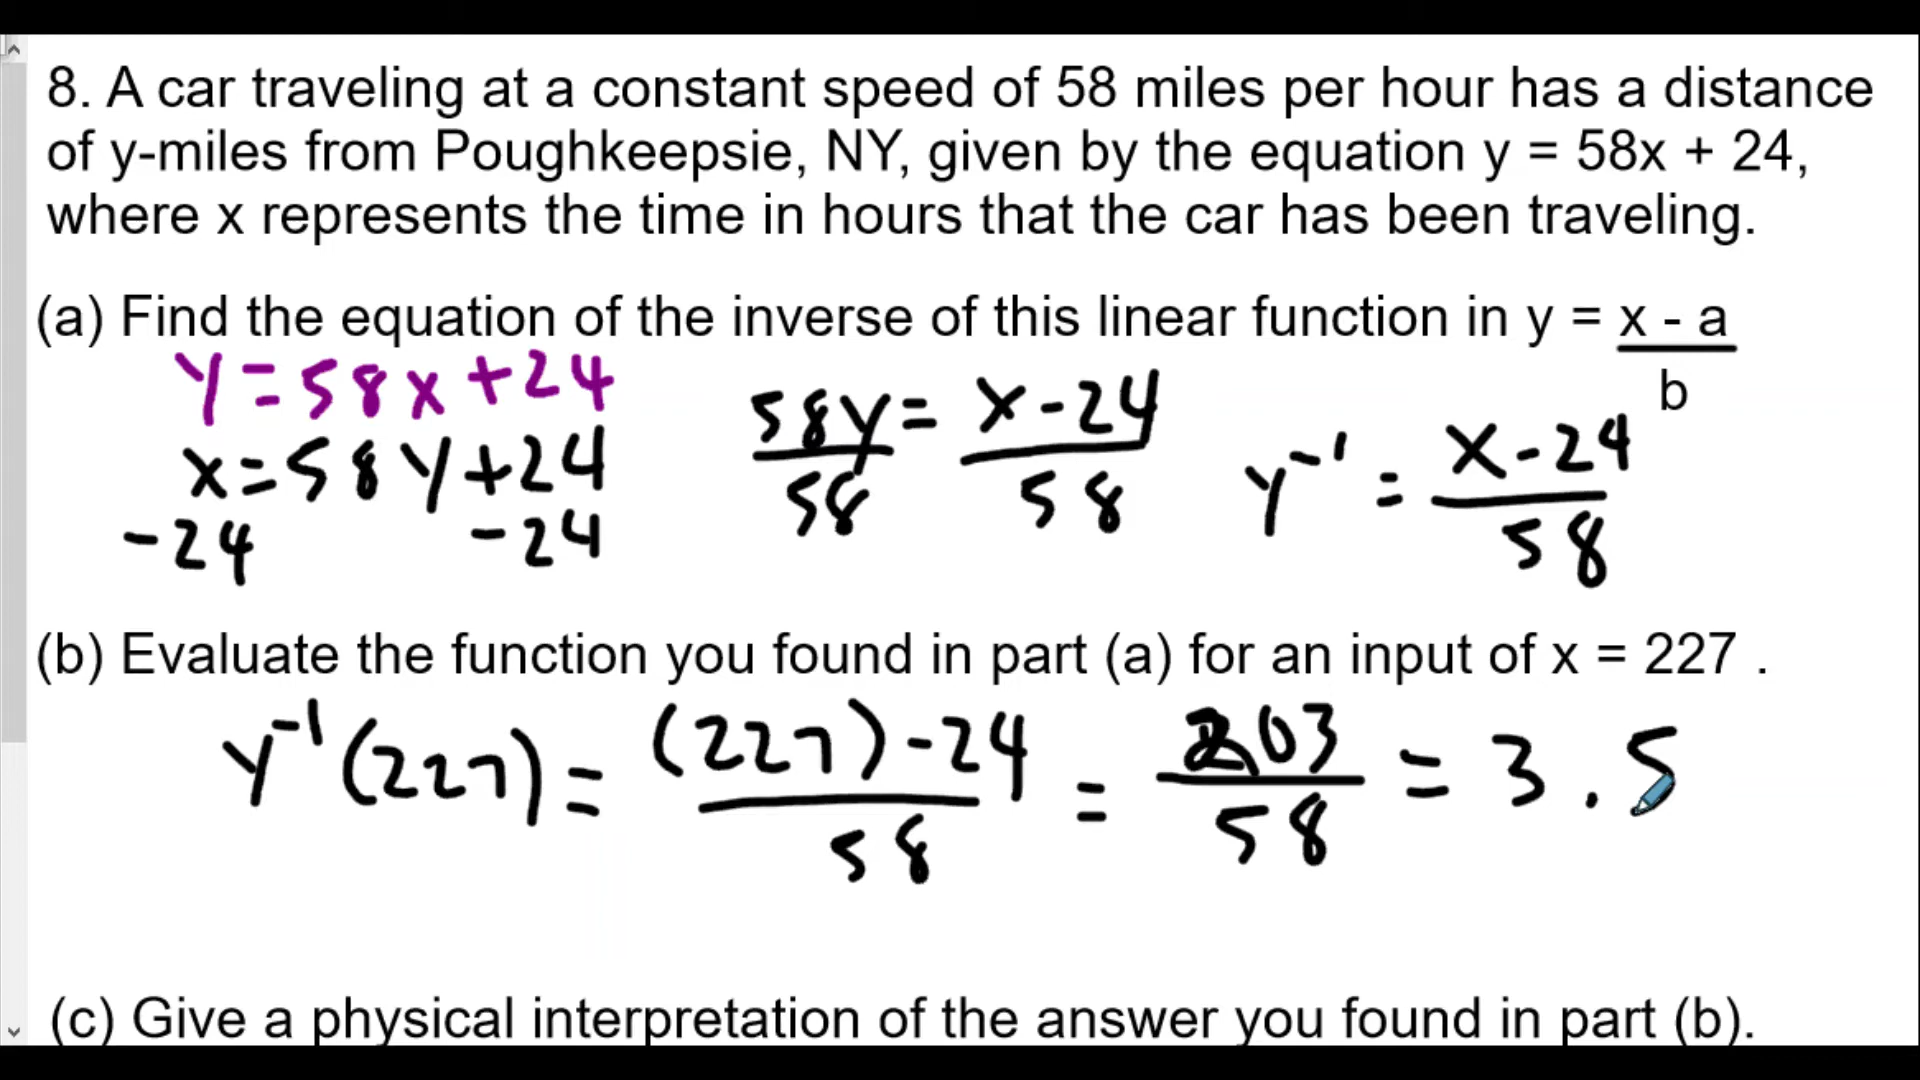 8. A car traveling at a constant speed of 58 miles per hour has a distance
of y-miles from Poughkeepsie, NY, given by the equation y = 58x + 24,
where x represents the time in hours that the car has been traveling.
(a) Find the equation of the inverse of this linear function in y = x - a
b
y=58x+24
x=58y+24
-24 -24
58y = x-24
58 58
y⁻¹ = x-24
58
(b) Evaluate the function you found in part (a) for an input of x = 227 .
y⁻¹(227) = (227)-24 = 203 = 3.5
58 58
(c) Give a physical interpretation of the answer you found in part (b).